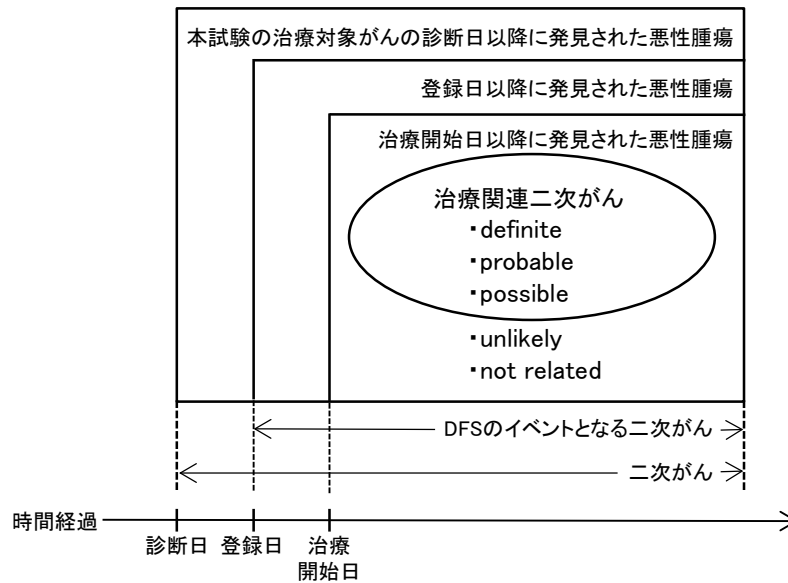 本試験の治療対象がんの診断日以降に発見された悪性腫瘍
登録日以降に発見された悪性腫瘍
治療開始日以降に発見された悪性腫瘍
治療関連二次がん
・definite
・probable
・possible
・unlikely
・not related
DFSのイベントとなる二次がん
二次がん
時間経過
診断日 登録日 治療
開始日